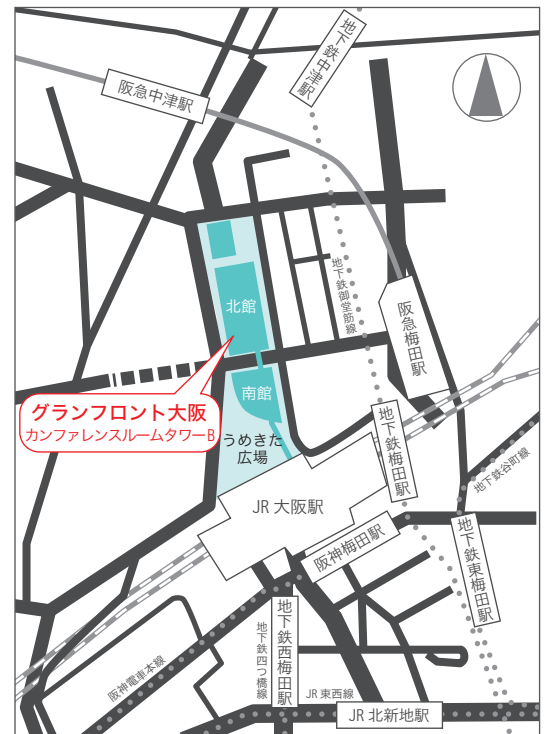 地下鉄中津駅
阪急中津駅
地下鉄御堂筋線
北館
阪急梅田駅
南館
グランフロント大阪
カンファレンスルームタワーB
うめきた
広場
地下鉄梅田駅
地下鉄谷町線
JR 大阪駅
阪神梅田駅
地下鉄東梅田駅
地下鉄西梅田駅
地下鉄四つ橋線
阪神電車本線
JR 東西線
JR 北新地駅